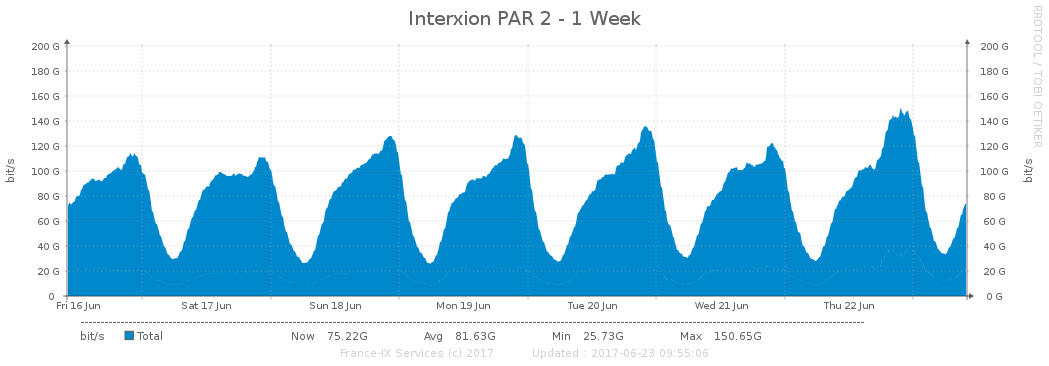 Interxion PAR 2 - 1 Week
RRDTOOL / TOBI OETIKER
bit/s
200 G 200 G
180 G 180 G
160 G 160 G
140 G 140 G
120 G 120 G
100 G 100 G
80 G 80 G
60 G 60 G
40 G 40 G
20 G 20 G
0 0 G
bit/s
Fri 16 Jun Sat 17 Jun Sun 18 Jun Mon 19 Jun Tue 20 Jun Wed 21 Jun Thu 22 Jun
bit/s Total Now 75.22G Avg 81.63G Min 25.73G Max 150.65G
France-IX Services (c) 2017 Updated : 2017-06-23 09:55:06